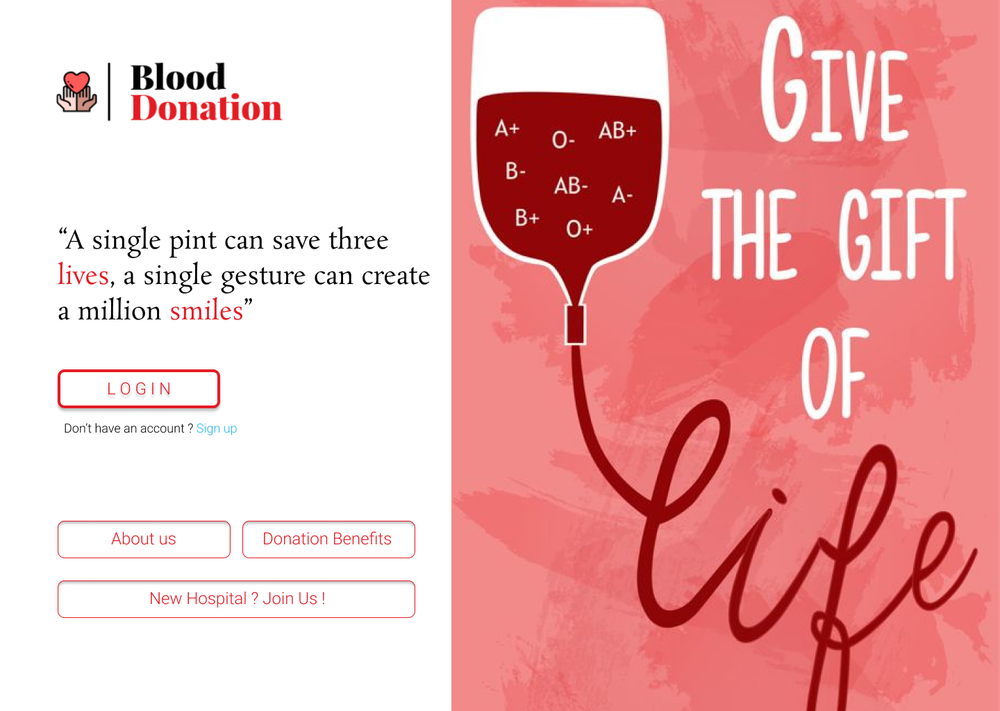 Blood
Donation
“A single pint can save three
lives, a single gesture can create
a million smiles”
LOGIN
Don’t have an account ? Sign up
About us
Donation Benefits
New Hospital ? Join Us !
A+
O-
AB+
B-
AB-
A-
B+
O+
GIVE
THE GIFT
OF
life